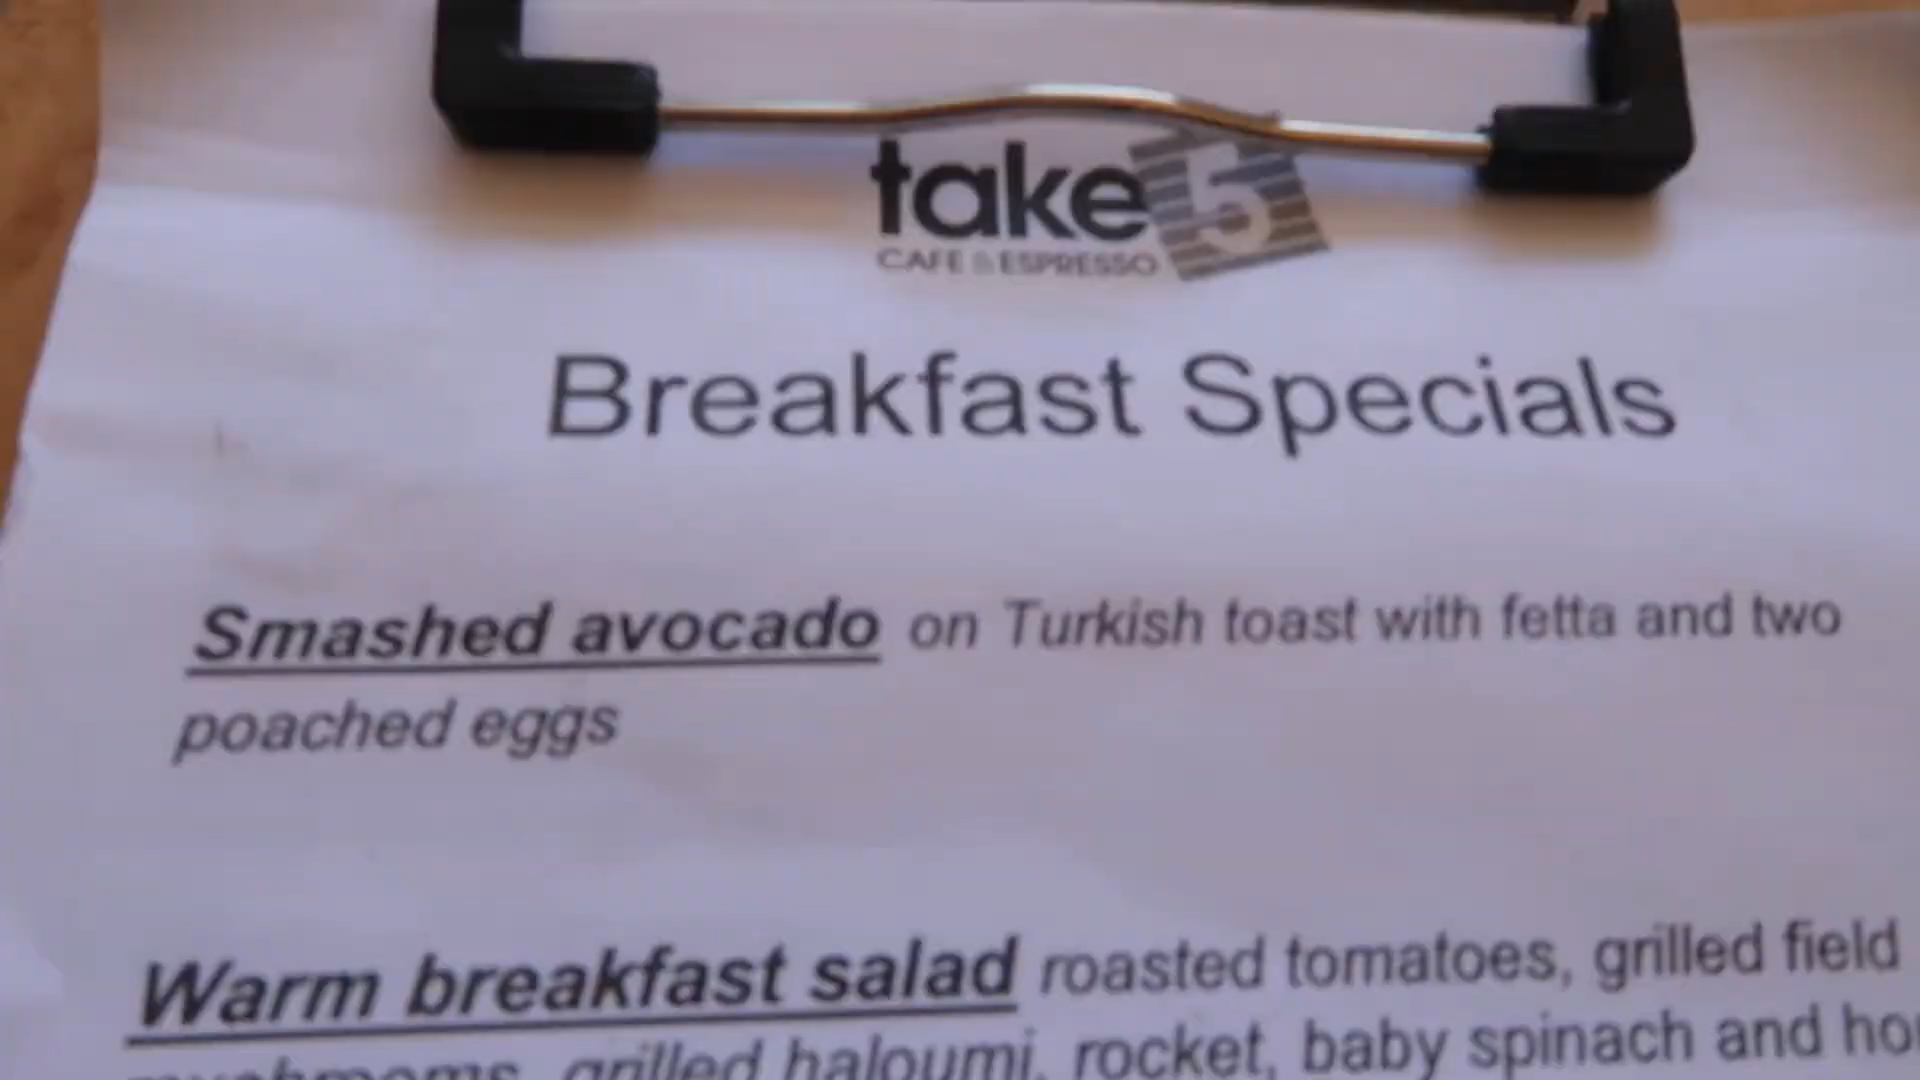 take 5
CAFE & ESPRESSO
Breakfast Specials
Smashed avocado on Turkish toast with fetta and two
poached eggs
Warm breakfast salad roasted tomatoes, grilled field
mushrooms, grilled haloumi, rocket, baby spinach and